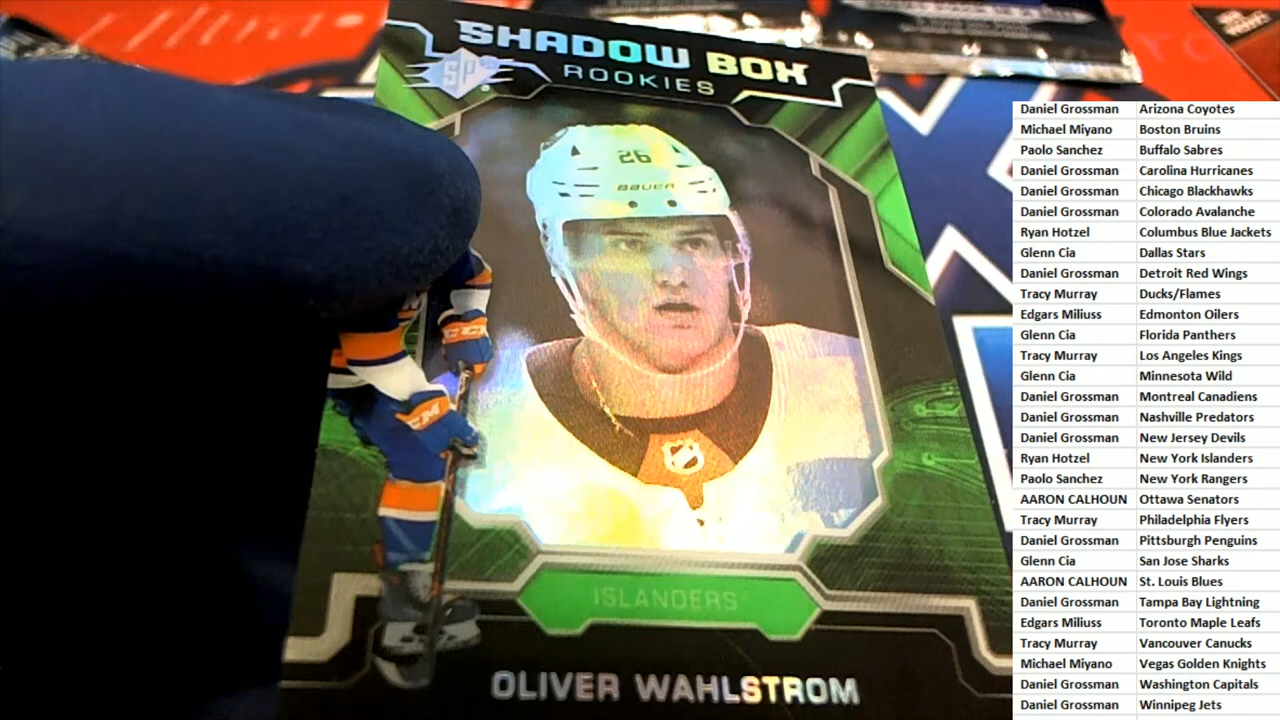 SHADOW BOX
SP
ROOKIES
26
BAUER
CCM
CCM
ISLANDERS
OLIVER WAHLSTROM
Daniel Grossman Arizona Coyotes
Michael Miyano Boston Bruins
Paolo Sanchez Buffalo Sabres
Daniel Grossman Carolina Hurricanes
Daniel Grossman Chicago Blackhawks
Daniel Grossman Colorado Avalanche
Ryan Hotzel Columbus Blue Jackets
Glenn Cia Dallas Stars
Daniel Grossman Detroit Red Wings
Tracy Murray Ducks/Flames
Edgars Miliuss Edmonton Oilers
Glenn Cia Florida Panthers
Tracy Murray Los Angeles Kings
Glenn Cia Minnesota Wild
Daniel Grossman Montreal Canadiens
Daniel Grossman Nashville Predators
Daniel Grossman New Jersey Devils
Ryan Hotzel New York Islanders
Paolo Sanchez New York Rangers
AARON CALHOUN Ottawa Senators
Tracy Murray Philadelphia Flyers
Daniel Grossman Pittsburgh Penguins
Glenn Cia San Jose Sharks
AARON CALHOUN St. Louis Blues
Daniel Grossman Tampa Bay Lightning
Edgars Miliuss Toronto Maple Leafs
Tracy Murray Vancouver Canucks
Michael Miyano Vegas Golden Knights
Daniel Grossman Washington Capitals
Daniel Grossman Winnipeg Jets